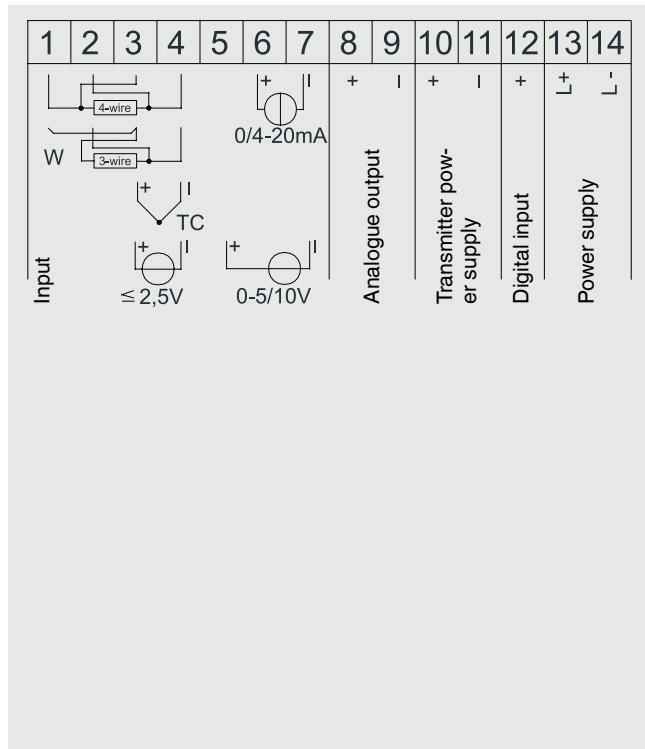 1 2 3 4 5 6 7 8 9 10 11 12 13 14
+ I + I + I + L+ L -
4-wire
0/4-20mA
W 3-wire
+ I
TC
+ I + I
≤ 2,5V 0-5/10V
Input
Analogue output
Transmitter pow-
er supply
Digital input
Power supply